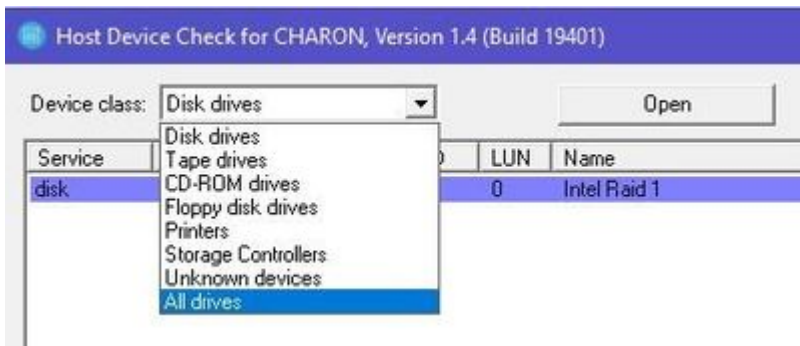 Host Device Check for CHARON, Version 1.4 (Build 19401)
Device class: Disk drives Open
Disk drives
Tape drives
CD-ROM drives
Floppy disk drives
Printers
Storage Controllers
Unknown devices
All drives
Service LUN Name
disk 0 Intel Raid 1